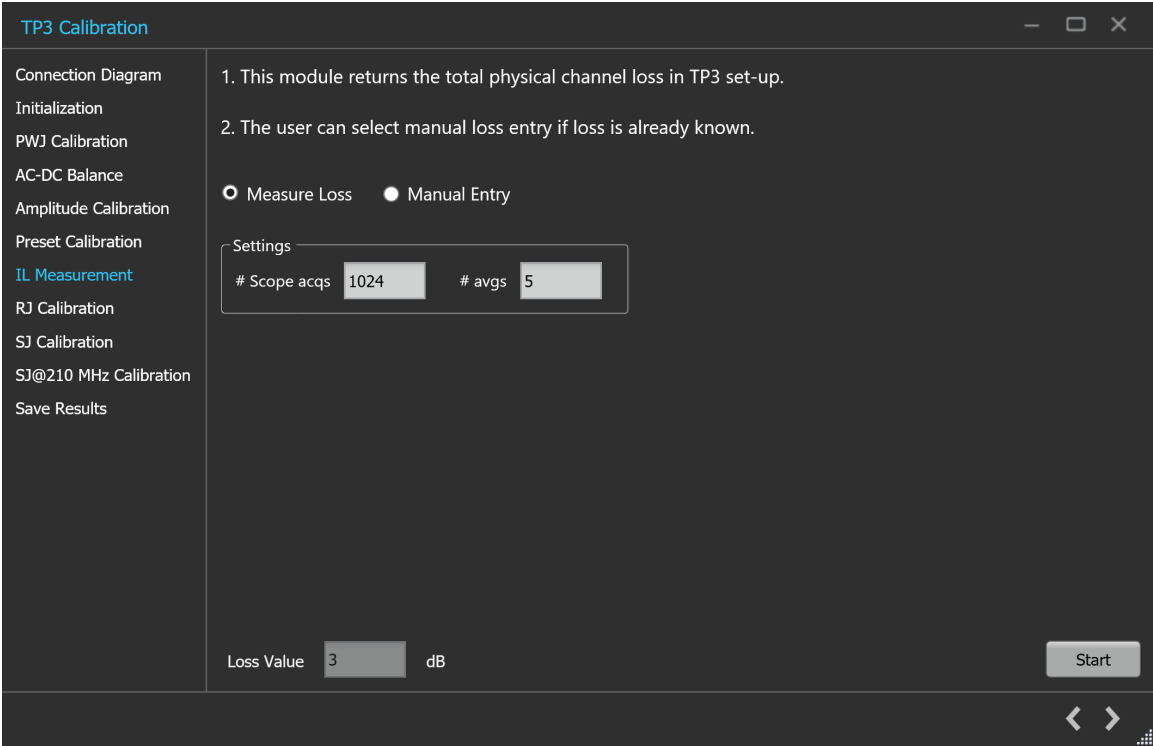 TP3 Calibration
Connection Diagram
Initialization
PWJ Calibration
AC-DC Balance
Amplitude Calibration
Preset Calibration
IL Measurement
RJ Calibration
SJ Calibration
SJ@210 MHz Calibration
Save Results
1. This module returns the total physical channel loss in TP3 set-up.
2. The user can select manual loss entry if loss is already known.
Measure Loss Manual Entry
Settings
# Scope acqs 1024 # avgs 5
Loss Value 3 dB
Start